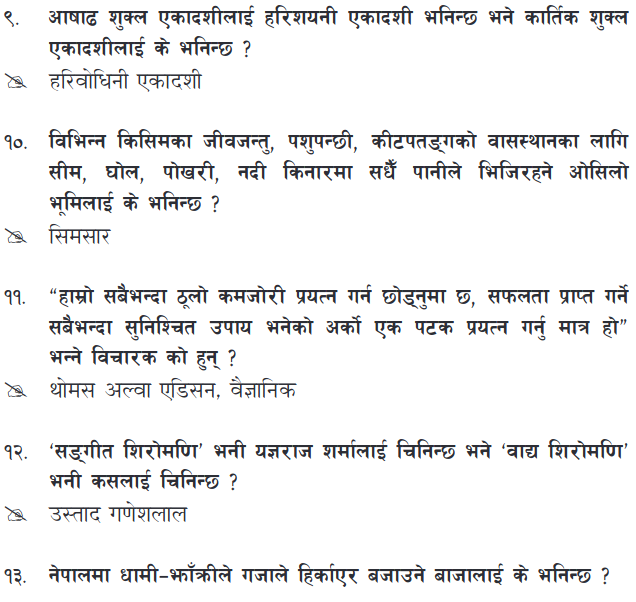 ९. आषाढ शुक्ल एकादशीलाई हरिशयनी एकादशी भनिन्छ भने कार्तिक शुक्ल
एकादशीलाई के भनिन्छ ?
हरिवोधिनी एकादशी
१०. विभिन्न किसिमका जीवजन्तु, पशुपन्छी, कीटपतङ्गको वासस्थानका लागि
सीम, घोल, पोखरी, नदी किनारमा सधैँ पानीले भिजिरहने ओसिलो
भूमिलाई के भनिन्छ ?
सिमसार
११. “हाम्रो सबैभन्दा ठूलो कमजोरी प्रयत्न गर्न छोड्नुमा छ, सफलता प्राप्त गर्ने
सबैभन्दा सुनिश्चित उपाय भनेको अर्को एक पटक प्रयत्न गर्नु मात्र हो”
भन्ने विचारक को हुन् ?
थोमस अल्वा एडिसन, वैज्ञानिक
१२. ‘सङ्गीत शिरोमणि’ भनी यज्ञराज शर्मालाई चिनिन्छ भने ‘वाद्य शिरोमणि’
भनी कसलाई चिनिन्छ ?
उस्ताद गणेशलाल
१३. नेपालमा धामी-झाँक्रीले गजाले हिर्काएर बजाउने बाजालाई के भनिन्छ ?